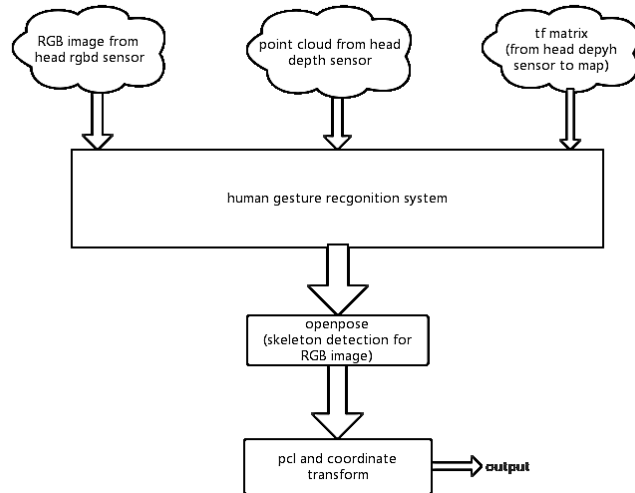 RGB image from
head rgbd sensor
point cloud from head
depth sensor
tf matrix
(from head depyh
sensor to map)
human gesture recgonition system
openpose
(skeleton detection for
RGB image)
pcl and coordinate
transform
output